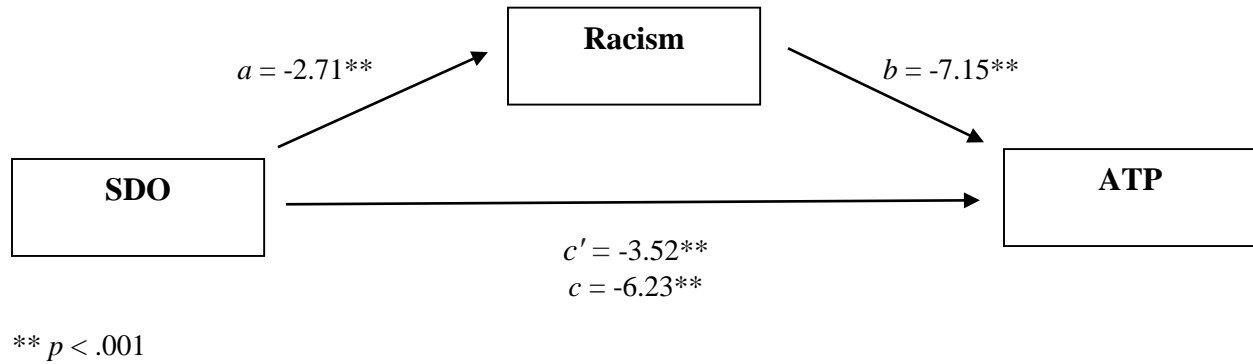 Racism
a = -2.71**
b = -7.15**
SDO
ATP
c′ = -3.52**
c = -6.23**
** p < .001